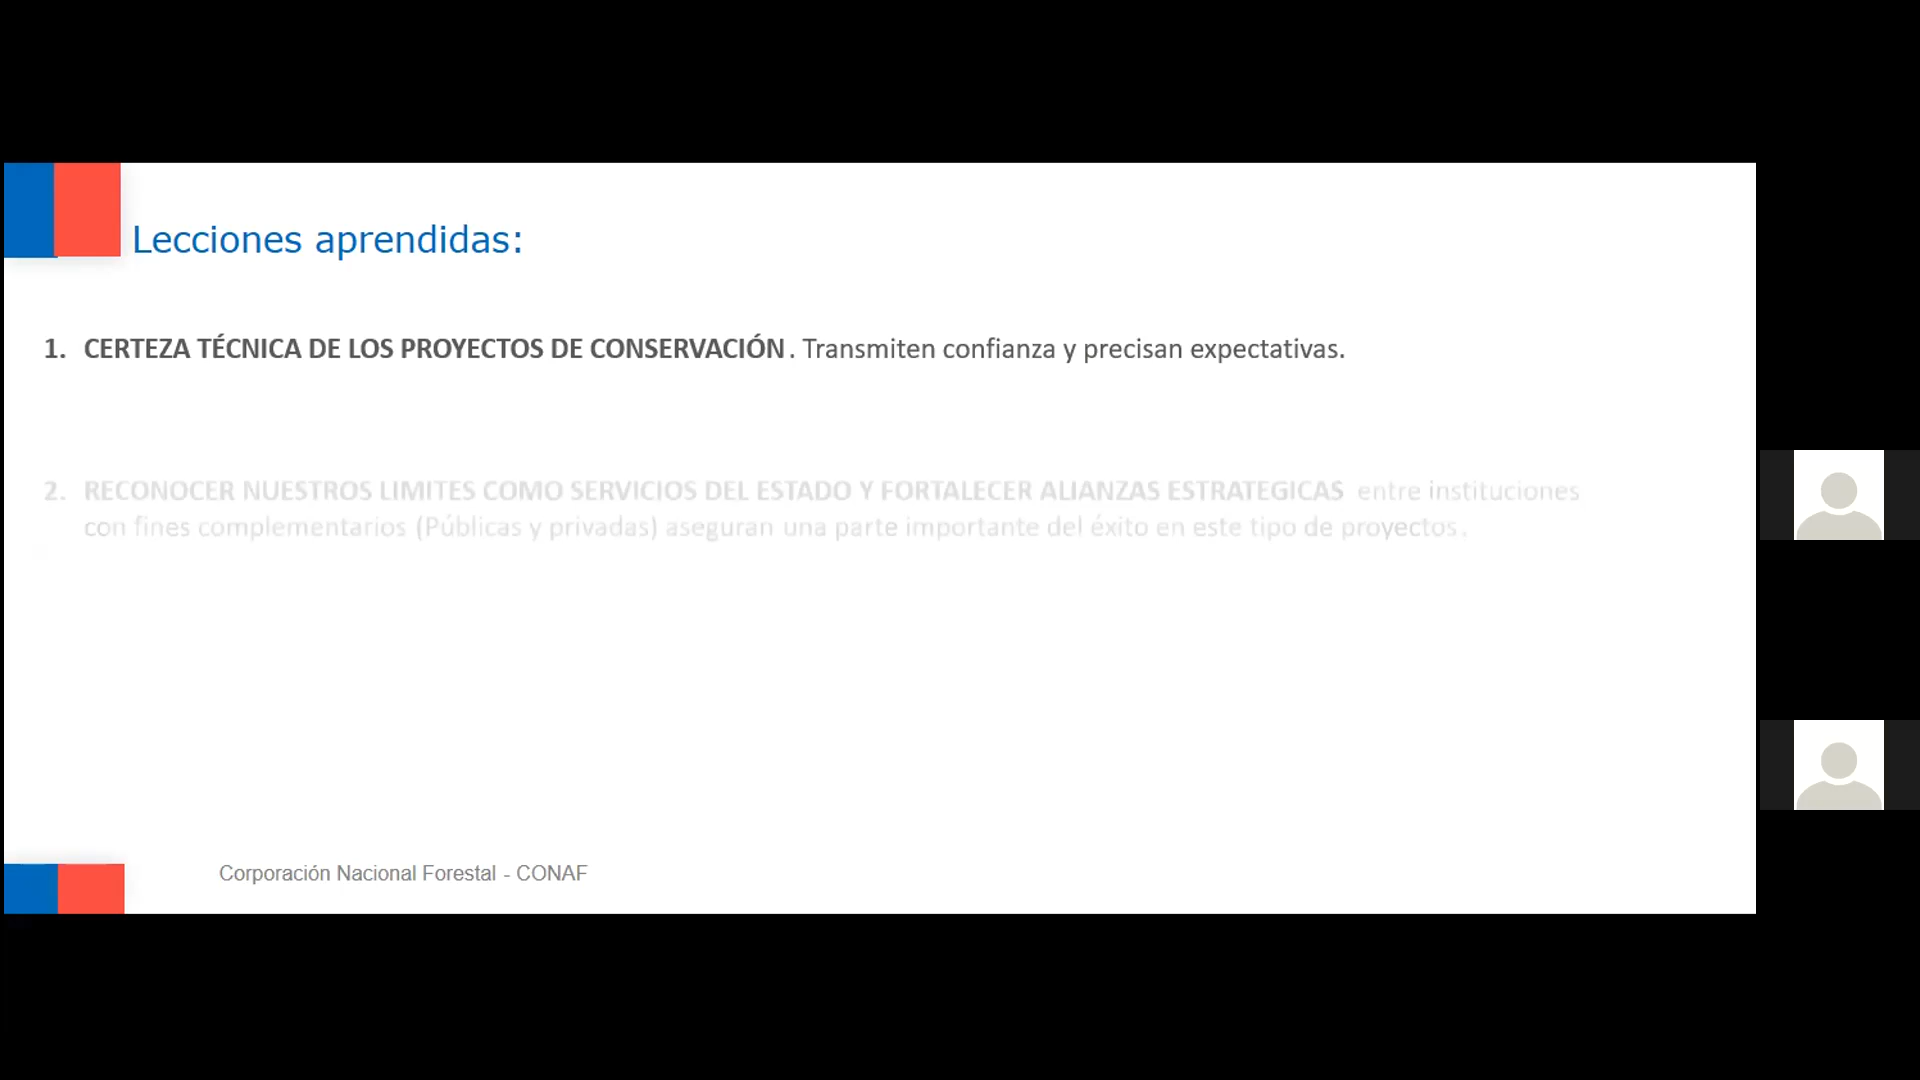 Lecciones aprendidas:
1. CERTEZA TÉCNICA DE LOS PROYECTOS DE CONSERVACIÓN. Transmiten confianza y precisan expectativas.
2. RECONOCER NUESTROS LIMITES COMO SERVICIOS DEL ESTADO Y FORTALECER ALIANZAS ESTRATEGICAS entre instituciones
con fines complementarios (Públicas y privadas) aseguran una parte importante del éxito en este tipo de proyectos.
Corporación Nacional Forestal - CONAF